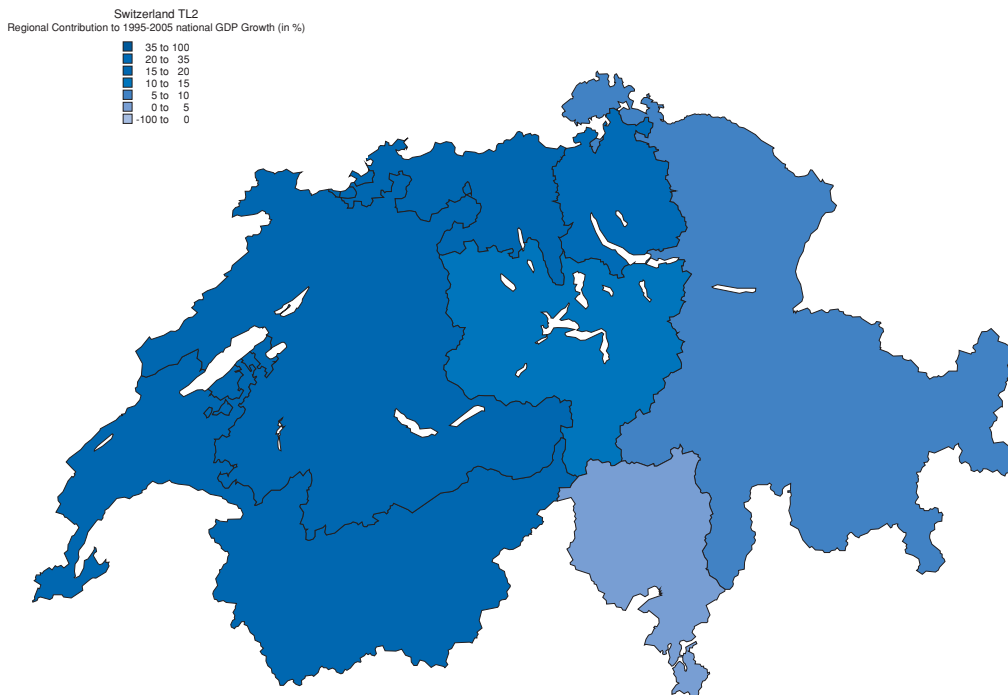 Switzerland TL2
Regional Contribution to 1995-2005 national GDP Growth (in %)
35 to 100
20 to 35
15 to 20
10 to 15
5 to 10
0 to 5
-100 to 0